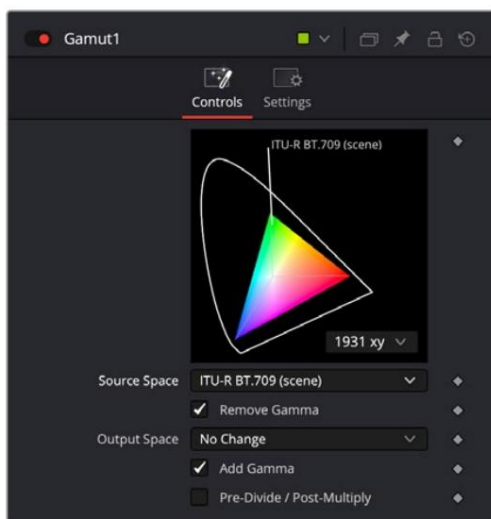 Gamut1
Controls Settings
ITU-R BT.709 (scene)
1931 xy
Source Space ITU-R BT.709 (scene)
Remove Gamma
Output Space No Change
Add Gamma
Pre-Divide / Post-Multiply